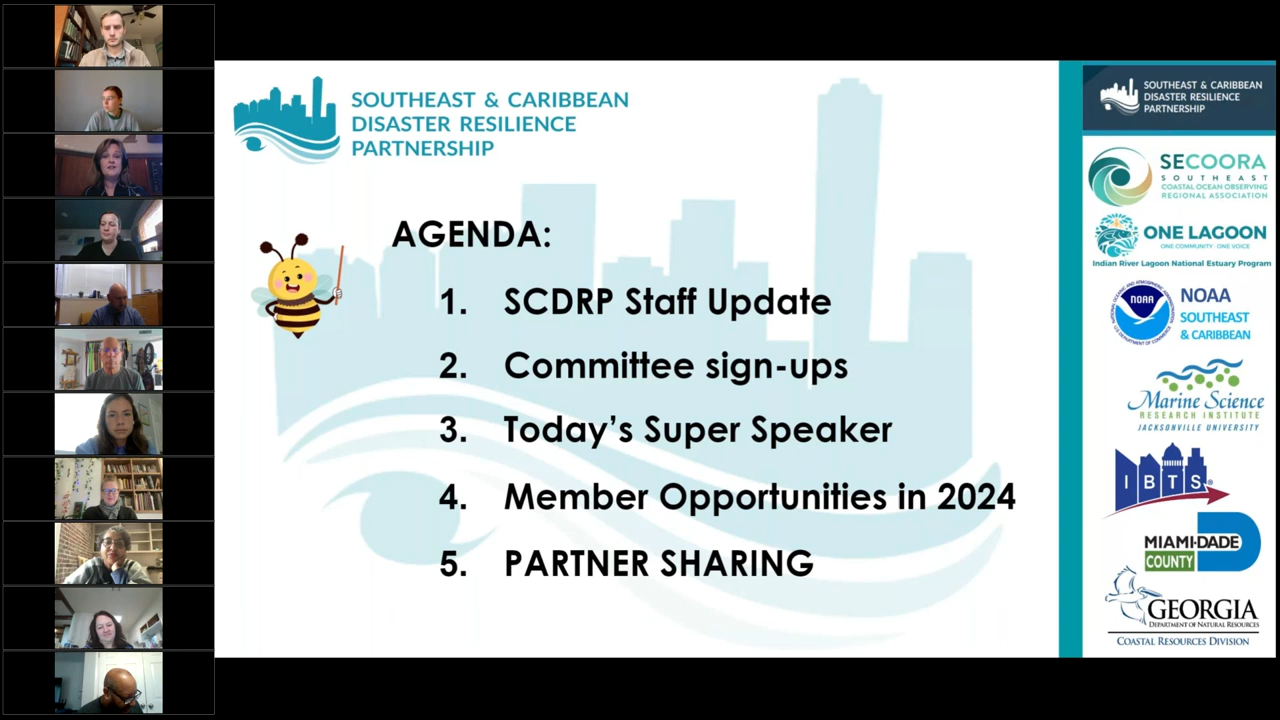 SOUTHEAST & CARIBBEAN
DISASTER RESILIENCE
PARTNERSHIP
AGENDA:
1. SCDRP Staff Update
2. Committee sign-ups
3. Today's Super Speaker
4. Member Opportunities in 2024
5. PARTNER SHARING
SOUTHEAST & CARIBBEAN
DISASTER RESILIENCE
PARTNERSHIP
SECOORA
SOUTHEAST
COASTAL OCEAN OBSERVING
REGIONAL ASSOCIATION
ONE LAGOON
ONE COMMUNITY · ONE VOICE
Indian River Lagoon National Estuary Program
NOAA
NOAA
SOUTHEAST
& CARIBBEAN
Marine Science
RESEARCH INSTITUTE
JACKSONVILLE UNIVERSITY
IBTS®
MIAMI-DADE
COUNTY
GEORGIA
DEPARTMENT OF NATURAL RESOURCES
COASTAL RESOURCES DIVISION